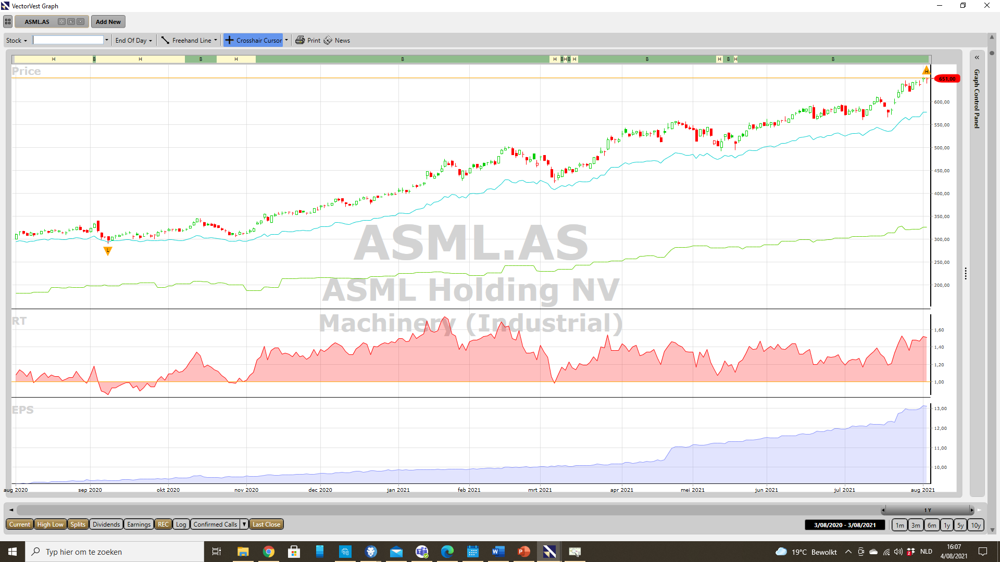 VectorVest Graph
ASML.AS Add New
Stock End Of Day Freehand Line Crosshair Cursor Print News
H B H B H B H B H B H B H B H B
Price
H
651,00
600,00
550,00
500,00
450,00
400,00
350,00
300,00
250,00
200,00
L
ASML.AS
ASML Holding NV
Machinery (Industrial)
RT
1,60
1,40
1,20
1,00
EPS
13,00
12,00
11,00
10,00
aug 2020 sep 2020 okt 2020 nov 2020 dec 2020 jan 2021 feb 2021 mrt 2021 apr 2021 mei 2021 jun 2021 jul 2021 aug 2021
Graph Control Panel
1 Y
Current High Low Splits Dividends Earnings REC Log Confirmed Calls Last Close 3/08/2020 - 3/08/2021 1m 3m 6m 1y 5y 10y
Typ hier om te zoeken 19°C Bewolkt NLD 16:07
4/08/2021